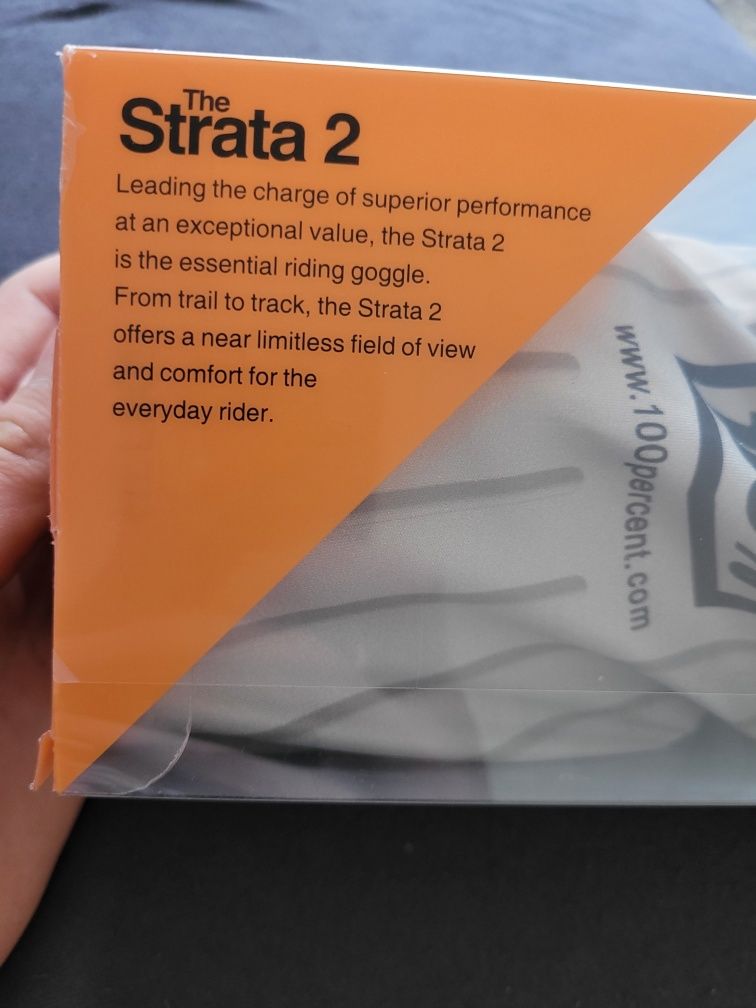 The
Strata 2
Leading the charge of superior performance
at an exceptional value, the Strata 2
is the essential riding goggle.
From trail to track, the Strata 2
offers a near limitless field of view
and comfort for the
everyday rider.
www.100percent.com